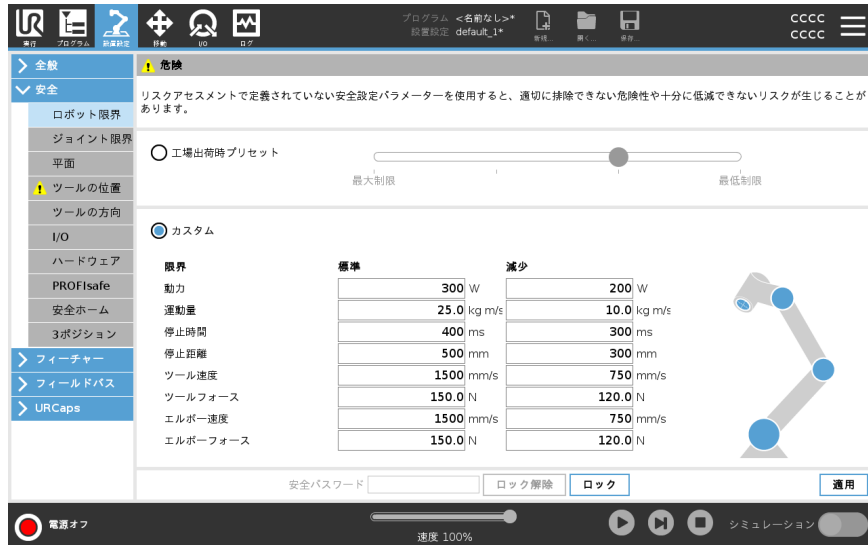 UR
実行
プログラム
設置設定
移動
I/O
ログ
プログラム <名前なし>*
設置設定 default_1*
新規...
開く...
保存...
CCCC
CCCC
全般
安全
ロボット限界
ジョイント限界
平面
ツールの位置
ツールの方向
I/O
ハードウェア
PROFIsafe
安全ホーム
3ポジション
フィーチャー
フィールドバス
URCaps
危険
リスクアセスメントで定義されていない安全設定パラメーターを使用すると、適切に排除できない危険性や十分に低減できないリスクが生じることが
あります。
工場出荷時プリセット
最大制限 最低制限
カスタム
限界 標準 減少
動力 300 W 200 W
運動量 25.0 kg m/s 10.0 kg m/s
停止時間 400 ms 300 ms
停止距離 500 mm 300 mm
ツール速度 1500 mm/s 750 mm/s
ツールフォース 150.0 N 120.0 N
エルボー速度 1500 mm/s 750 mm/s
エルボーフォース 150.0 N 120.0 N
安全パスワード ロック解除 ロック 適用
電源オフ
速度 100%
シミュレーション